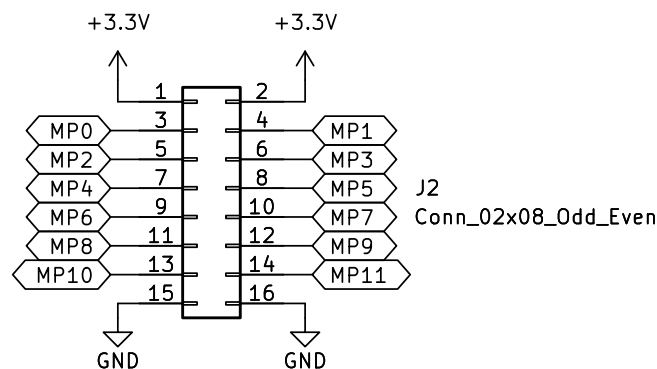 +3.3V +3.3V
1 2
MP0 3 4 MP1
MP2 5 6 MP3
MP4 7 8 MP5 J2
MP6 9 10 MP7 Conn_02x08_Odd_Even
MP8 11 12 MP9
MP10 13 14 MP11
15 16
GND GND